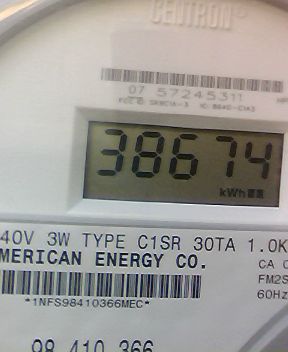 CENTRON®
07 57245311
38674
kWh
40V 3W TYPE C1SR 30TA 1.0K
MERICAN ENERGY CO.
CA
FM2S
60Hz
*1NFS98410366MEC*
98 410 366